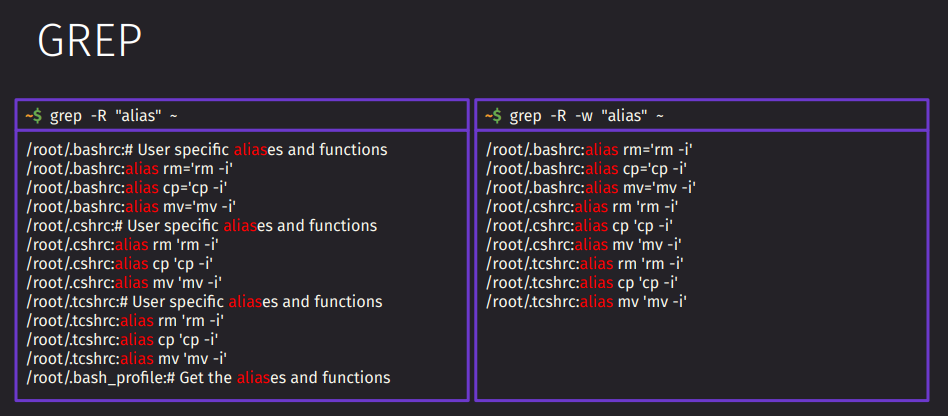 GREP
~$ grep -R "alias" ~
/root/.bashrc:# User specific aliases and functions
/root/.bashrc:alias rm='rm -i'
/root/.bashrc:alias cp='cp -i'
/root/.bashrc:alias mv='mv -i'
/root/.cshrc:# User specific aliases and functions
/root/.cshrc:alias rm 'rm -i'
/root/.cshrc:alias cp 'cp -i'
/root/.cshrc:alias mv 'mv -i'
/root/.tcshrc:# User specific aliases and functions
/root/.tcshrc:alias rm 'rm -i'
/root/.tcshrc:alias cp 'cp -i'
/root/.tcshrc:alias mv 'mv -i'
/root/.bash_profile:# Get the aliases and functions
~$ grep -R -w "alias" ~
/root/.bashrc:alias rm='rm -i'
/root/.bashrc:alias cp='cp -i'
/root/.bashrc:alias mv='mv -i'
/root/.cshrc:alias rm 'rm -i'
/root/.cshrc:alias cp 'cp -i'
/root/.cshrc:alias mv 'mv -i'
/root/.tcshrc:alias rm 'rm -i'
/root/.tcshrc:alias cp 'cp -i'
/root/.tcshrc:alias mv 'mv -i'